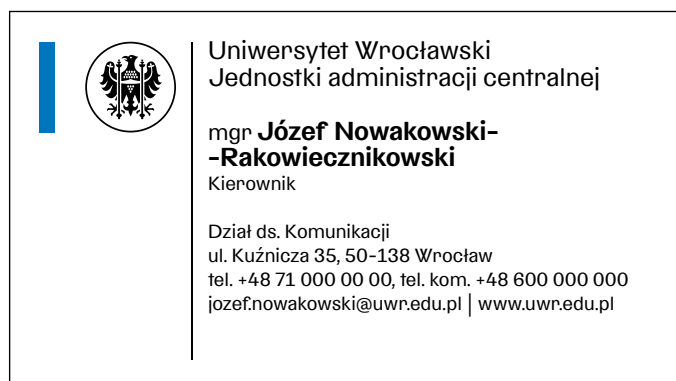 Uniwersytet Wrocławski
Jednostki administracji centralnej
mgr Józef Nowakowski-
-Rakowiecznikowski
Kierownik
Dział ds. Komunikacji
ul. Kuźnicza 35, 50-138 Wrocław
tel. +48 71 000 00 00, tel. kom. +48 600 000 000
jozef.nowakowski@uwr.edu.pl | www.uwr.edu.pl